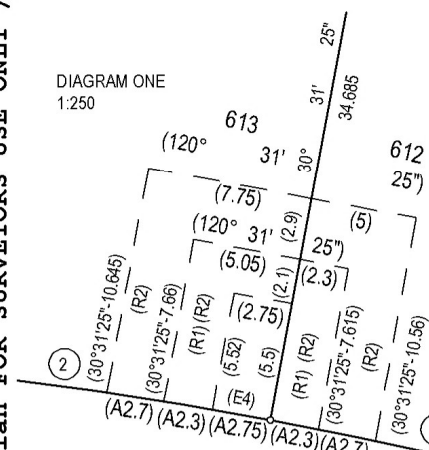 DIAGRAM ONE
1:250
25"
31'
34.685
30°
613
612
(120° 31' 25")
(7.75)
(5)
(2.9)
(120° 31' 25")
(5.05)
(2.1)
(2.3)
(2.75)
(30°31'25"-10.645)
(R2)
(30°31'25"-7.66)
(R1) (R2)
(5.52)
(5.5)
(R1) (R2)
(30°31'25"-7.615)
(R2)
(30°31'25"-10.56)
(E4)
2
(A2.7) (A2.3) (A2.75) (A2.3) (A2.7)
FOR SURVEYORS USE ONLY